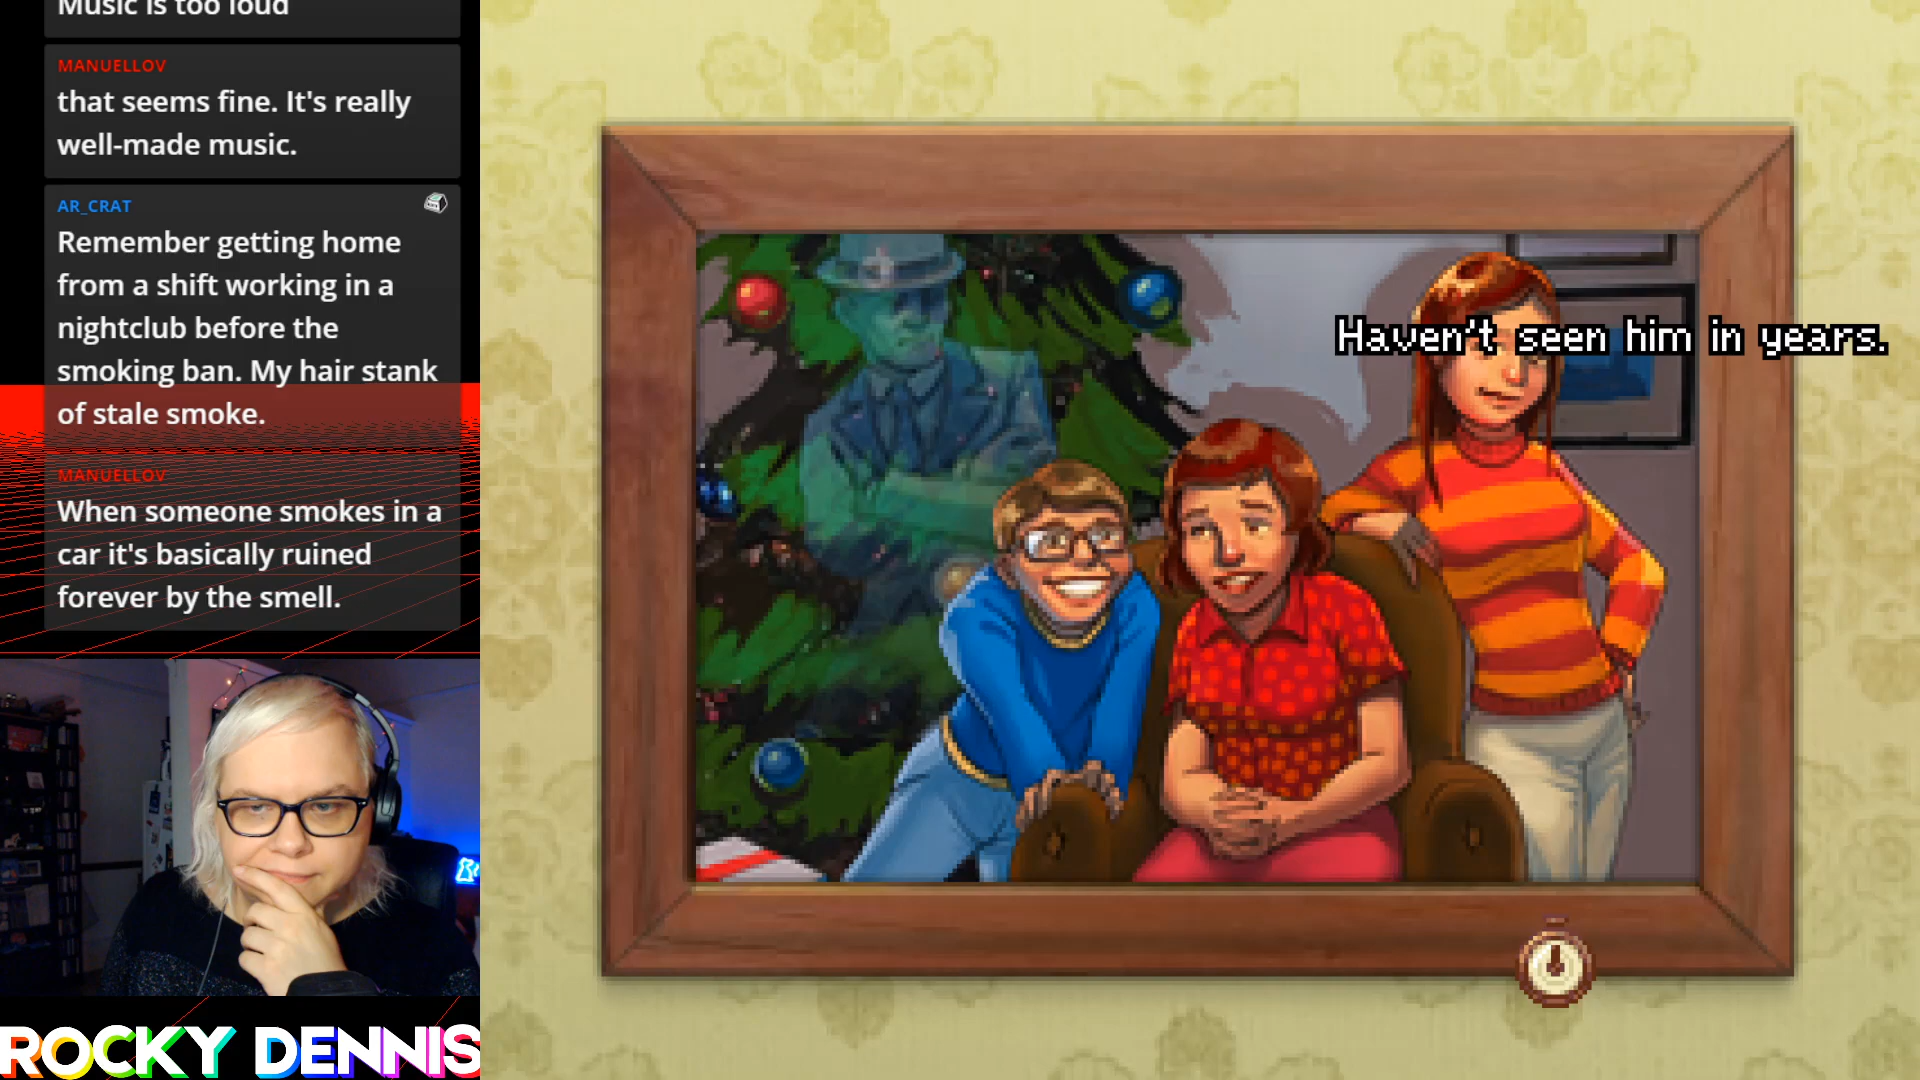 Music is too loud
MANUELLOV
that seems fine. It's really
well-made music.
AR_CRAT
Remember getting home
from a shift working in a
nightclub before the
smoking ban. My hair stank
of stale smoke.
MANUELLOV
When someone smokes in a
car it's basically ruined
forever by the smell.
Haven't seen him in years.
ROCKY DENNIS